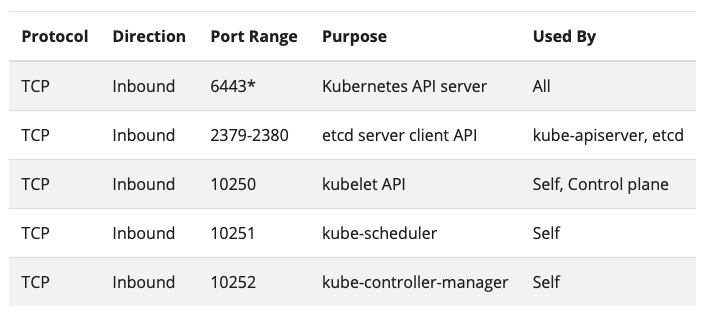 Protocol Direction Port Range Purpose Used By
TCP Inbound 6443* Kubernetes API server All
TCP Inbound 2379-2380 etcd server client API kube-apiserver, etcd
TCP Inbound 10250 kubelet API Self, Control plane
TCP Inbound 10251 kube-scheduler Self
TCP Inbound 10252 kube-controller-manager Self